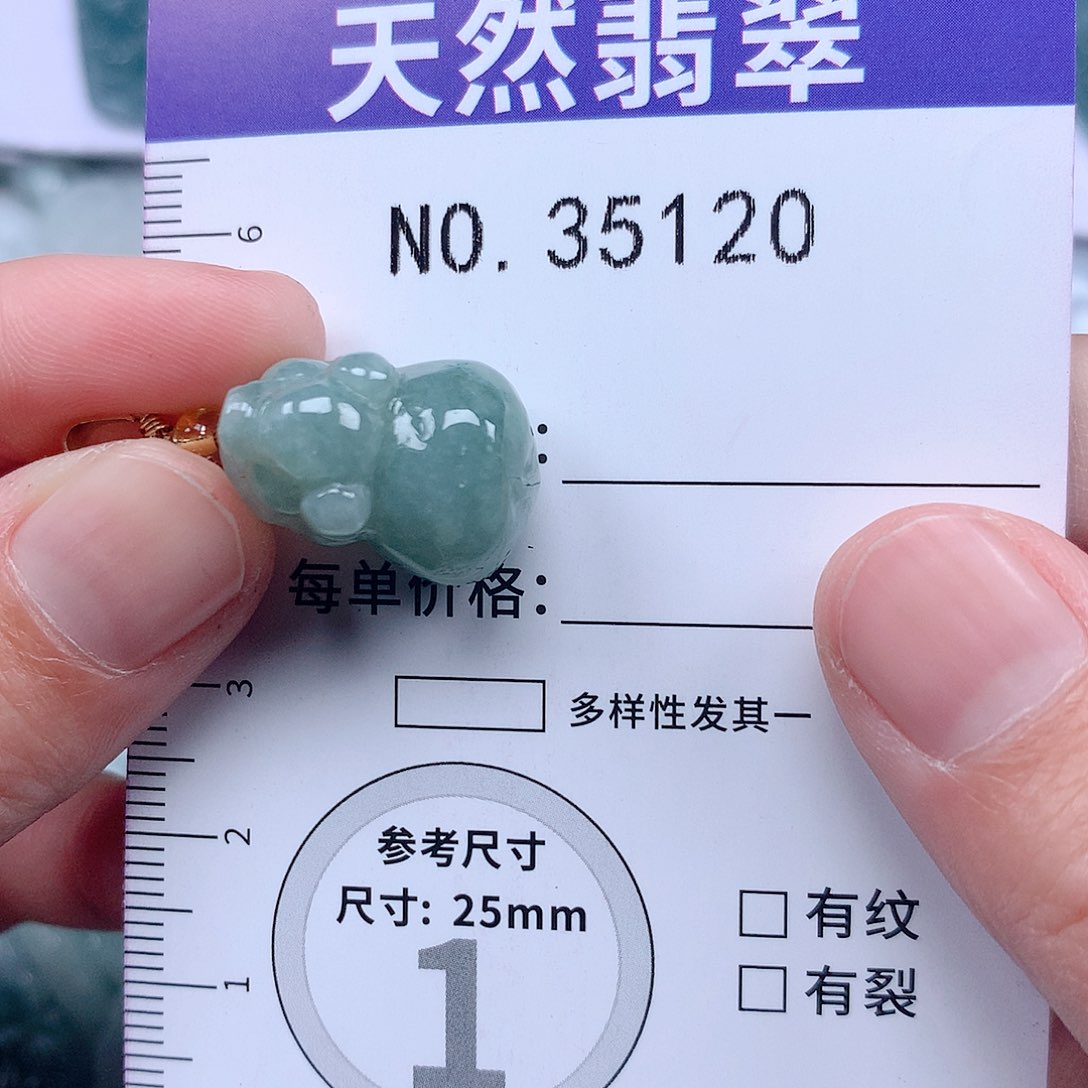 天然翡翠
6
NO. 35120
:
每单价格:
3
多样性发其一
2
参考尺寸
尺寸: 25mm
有纹
1
1
有裂